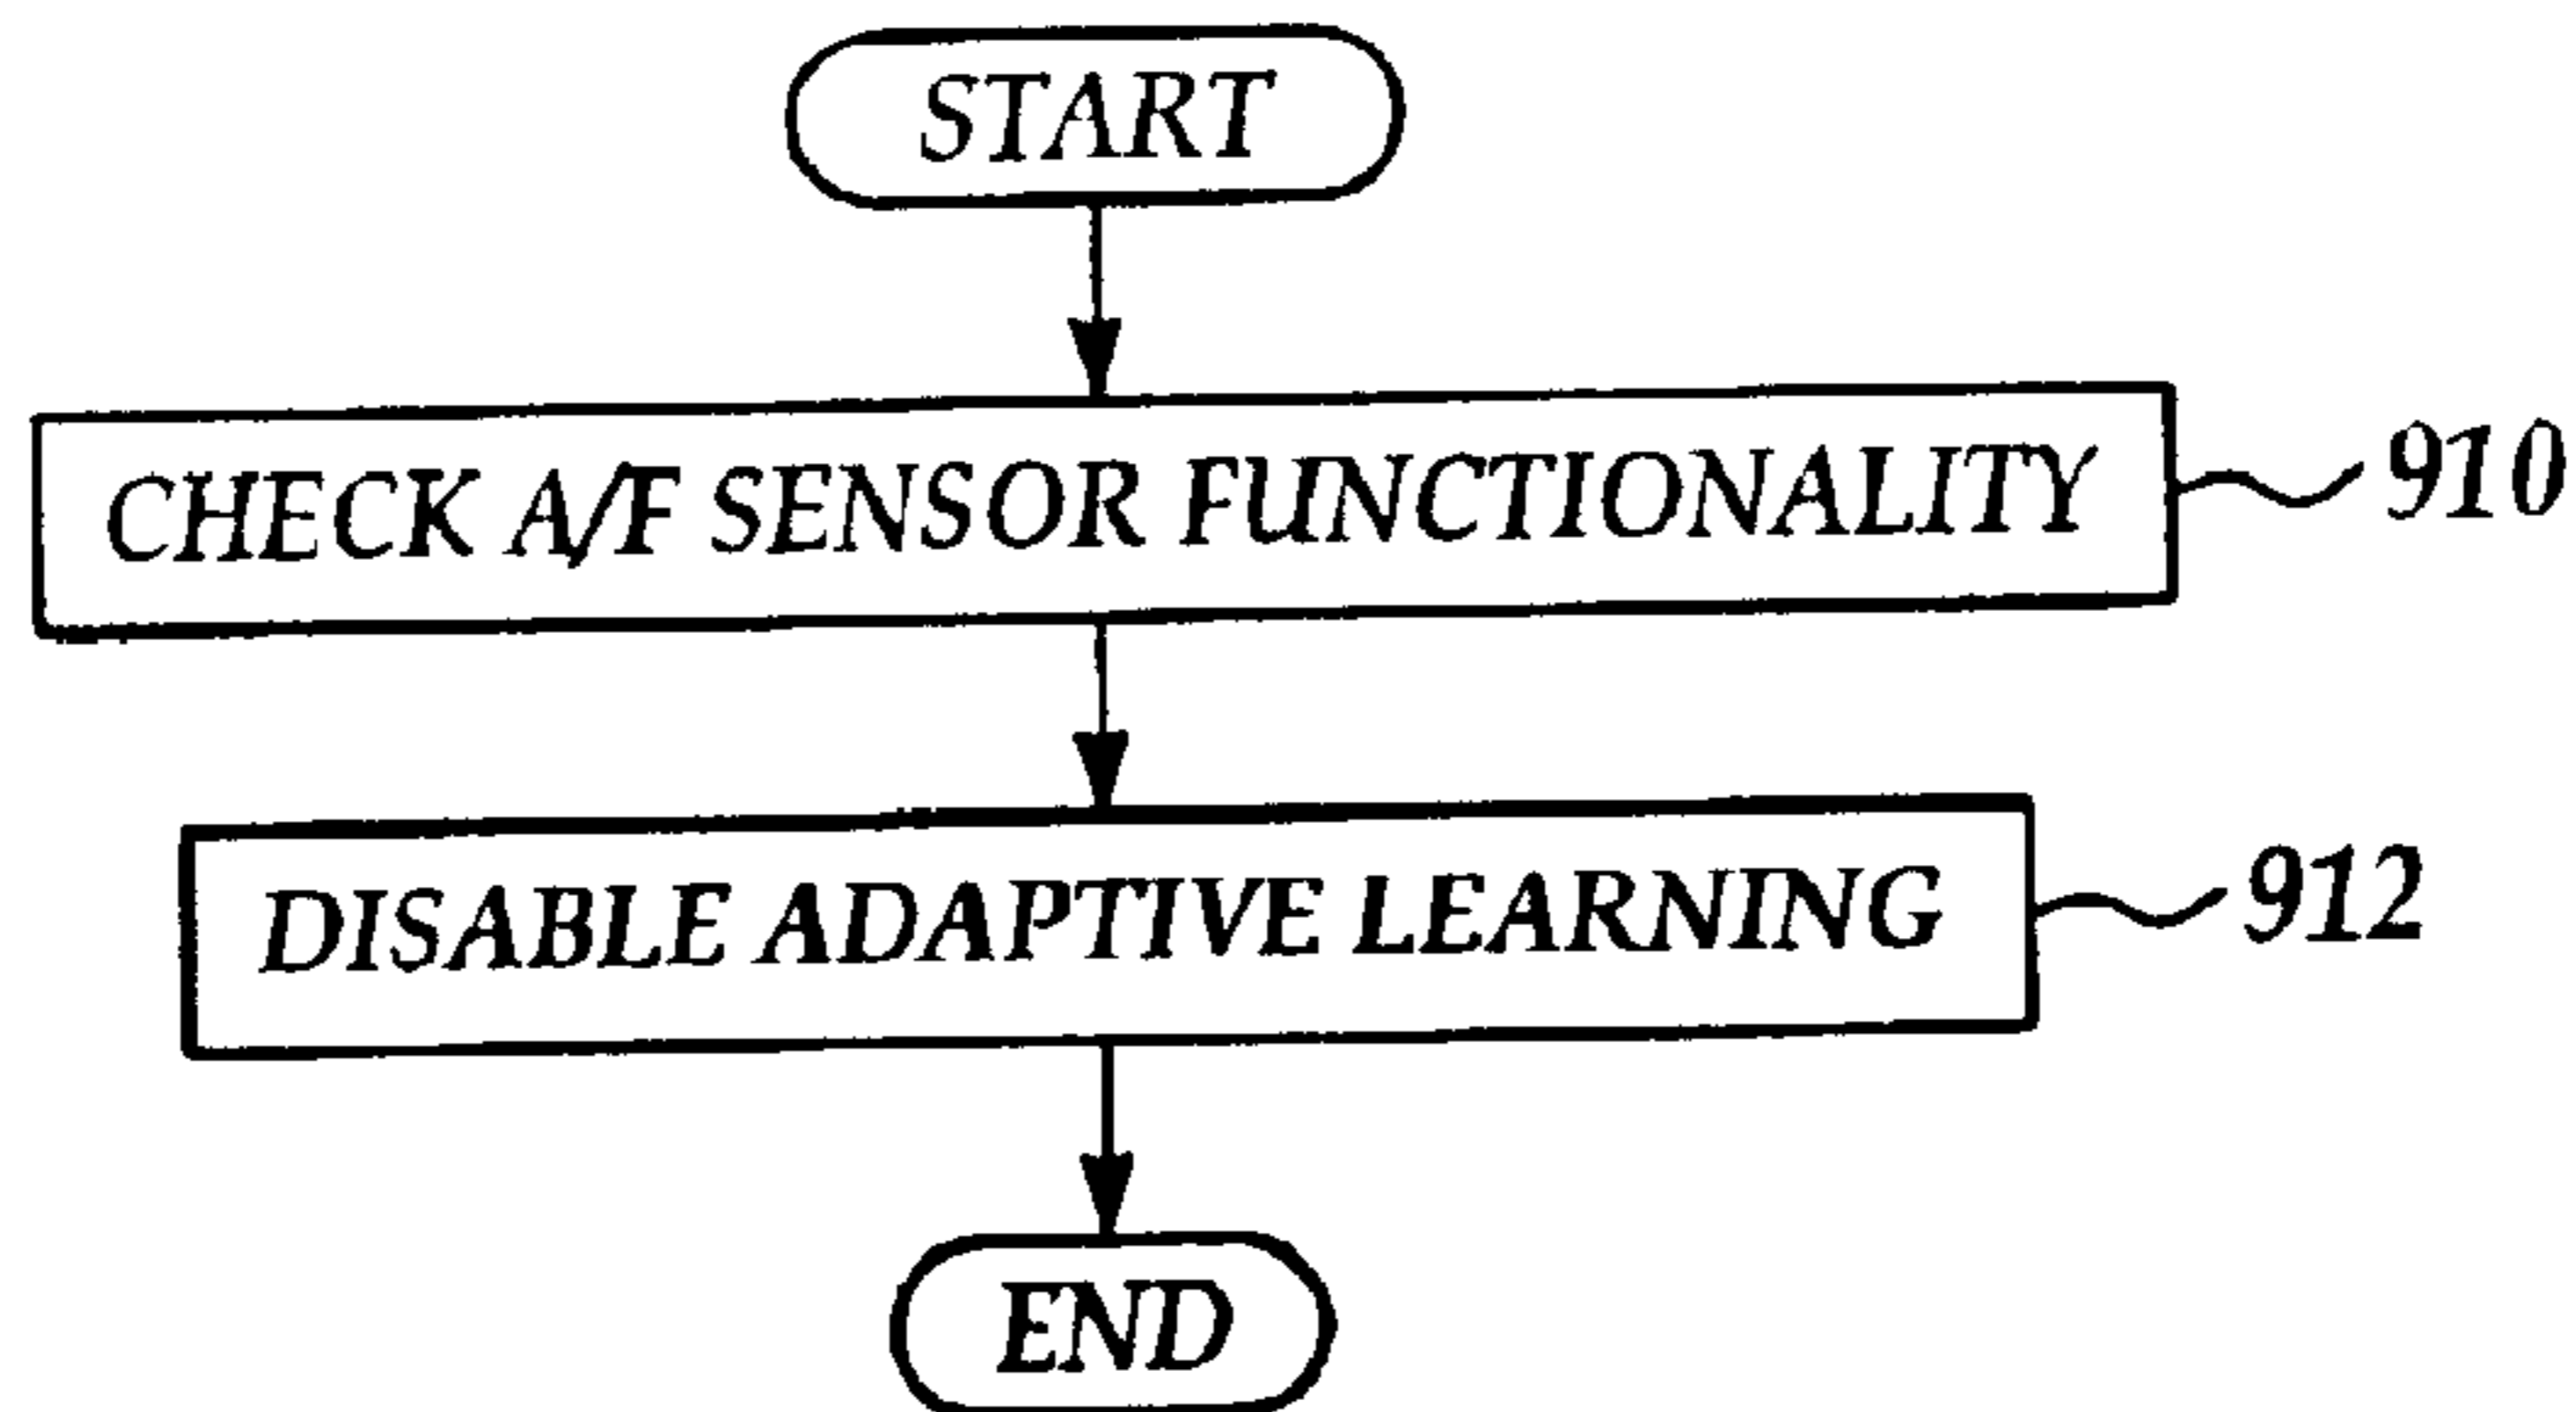 START
CHECK A/F SENSOR FUNCTIONALITY
910
DISABLE ADAPTIVE LEARNING
912
END